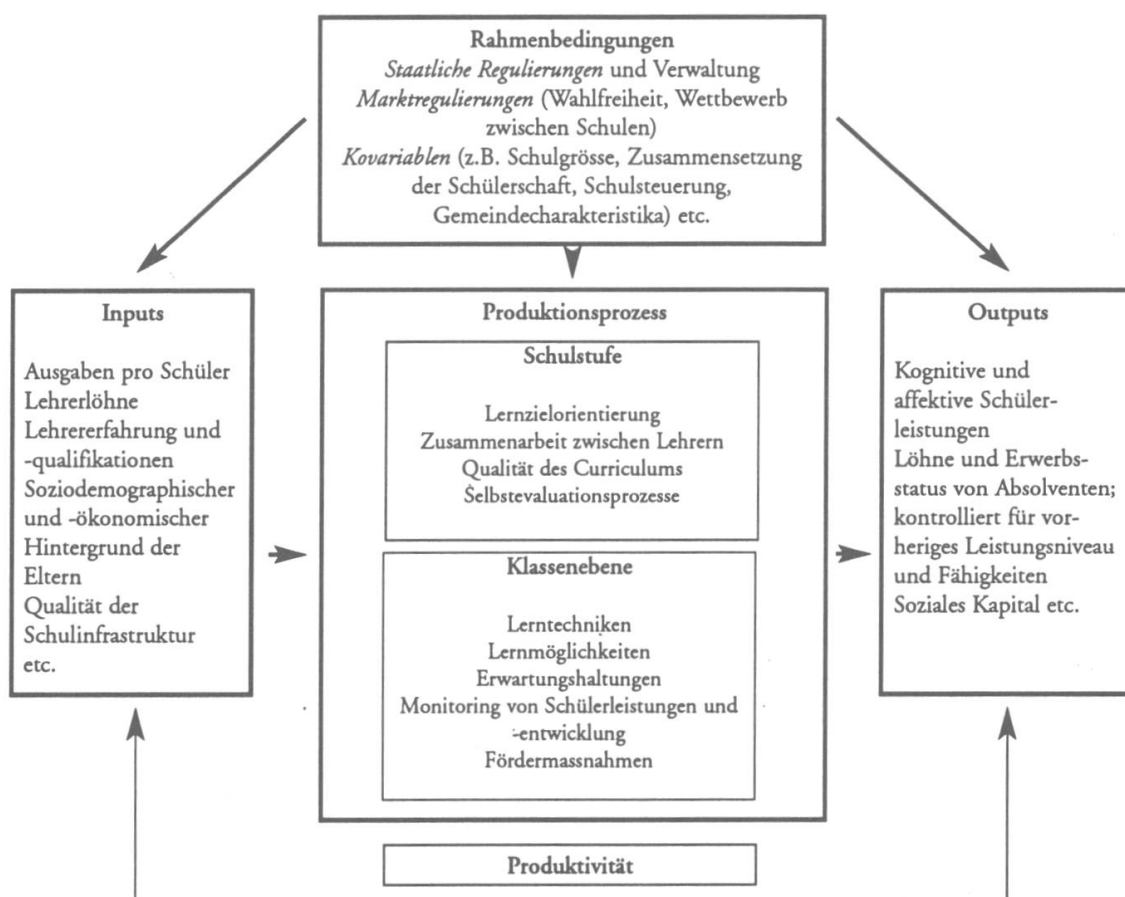 Rahmenbedingungen
Staatliche Regulierungen und Verwaltung
Marktregulierungen (Wahlfreiheit, Wettbewerb
zwischen Schulen)
Kovariablen (z.B. Schulgrösse, Zusammensetzung
der Schülerschaft, Schulsteuerung,
Gemeindecharakteristika) etc.
Inputs
Ausgaben pro Schüler
Lehrerlöhne
Lehrererfahrung und
-qualifikationen
Soziodemographischer
und -ökonomischer
Hintergrund der
Eltern
Qualität der
Schulinfrastruktur
etc.
Produktionsprozess
Schulstufe
Lernzielorientierung
Zusammenarbeit zwischen Lehrern
Qualität des Curriculums
Selbstevaluationsprozesse
Klassenebene
Lerntechniken
Lernmöglichkeiten
Erwartungshaltungen
Monitoring von Schülerleistungen und
-entwicklung
Fördermassnahmen
Outputs
Kognitive und
affektive Schüler-
leistungen
Löhne und Erwerbs-
status von Absolventen;
kontrolliert für vor-
heriges Leistungsniveau
und Fähigkeiten
Soziales Kapital etc.
Produktivität